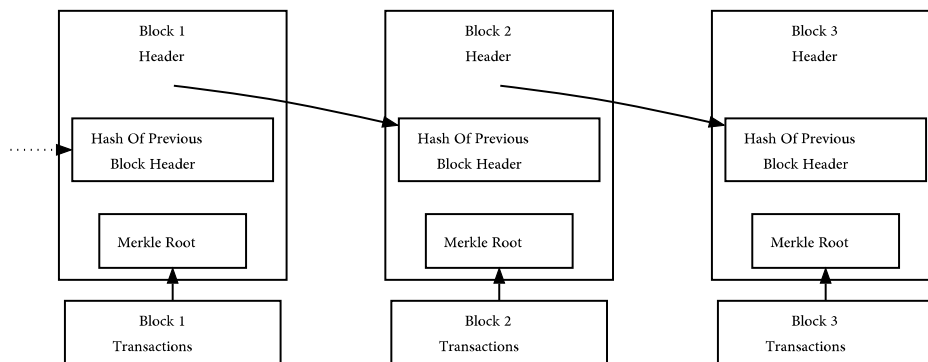 Block 1
Header
Hash Of Previous
Block Header
Merkle Root
Block 1
Transactions
Block 2
Header
Hash Of Previous
Block Header
Merkle Root
Block 2
Transactions
Block 3
Header
Hash Of Previous
Block Header
Merkle Root
Block 3
Transactions